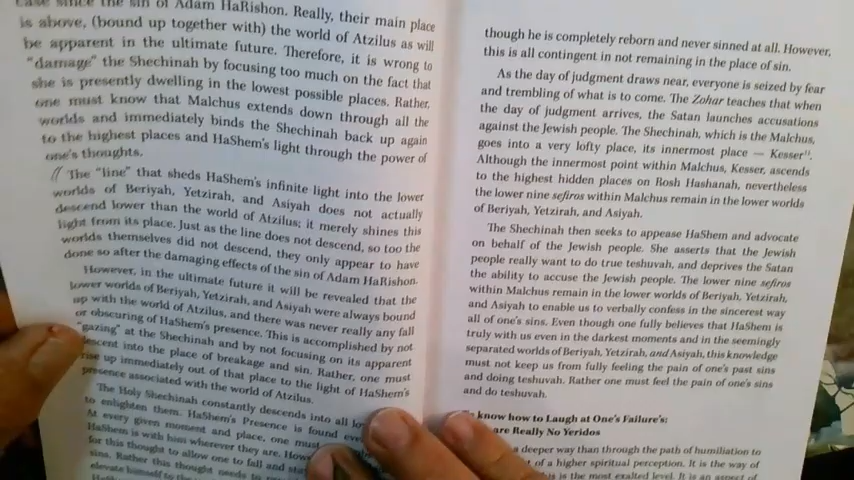 case since the sin of Adam HaRishon. Really, their main place
is above, (bound up together with) the world of Atzilus as will
be apparent in the ultimate future. Therefore, it is wrong to
"damage" the Shechinah by focusing too much on the fact that
she is presently dwelling in the lowest possible places. Rather,
one must know that Malchus extends down through all the
worlds and immediately binds the Shechinah back up again
to the highest places and HaShem's light through the power of
one's thoughts.
The "line" that sheds HaShem's infinite light into the lower
worlds of Beriyah, Yetzirah, and Asiyah does not actually
descend lower than the world of Atzilus; it merely shines this
light from its place. Just as the line does not descend, so too the
worlds themselves did not descend, they only appear to have
done so after the damaging effects of the sin of Adam HaRishon.
However, in the ultimate future it will be revealed that the
lower worlds of Beriyah, Yetzirah, and Asiyah were always bound
up with the world of Atzilus, and there was never really any fall
or obscuring of HaShem's presence. This is accomplished by not
"gazing" at the Shechinah and by not focusing on its apparent
descent into the place of breakage and sin. Rather, one must
rise up immediately out of that place to the light of HaShem's
presence associated with the world of Atzilus.
The Holy Shechinah constantly descends into all
to enlighten them. HaShem's Presence is found
At every given moment and place, one must
HaShem is with him wherever they are.
for this thought to allow one to fall and
sins. Rather this thought needs
elevate himself
though he is completely reborn and never sinned at all. However,
this is all contingent in not remaining in the place of sin.
As the day of judgment draws near, everyone is seized by fear
and trembling of what is to come. The Zohar teaches that when
the day of judgment arrives, the Satan launches accusations
against the Jewish people. The Shechinah, which is the Malchus,
goes into a very lofty place, its innermost place — Kesser¹¹.
Although the innermost point within Malchus, Kesser, ascends
to the highest hidden places on Rosh Hashanah, nevertheless
the lower nine sefiros within Malchus remain in the lower worlds
of Beriyah, Yetzirah, and Asiyah.
The Shechinah then seeks to appease HaShem and advocate
on behalf of the Jewish people. She asserts that the Jewish
people really want to do true teshuvah, and deprives the Satan
the ability to accuse the Jewish people. The lower nine sefiros
within Malchus remain in the lower worlds of Beriyah, Yetzirah,
and Asiyah to enable us to verbally confess in the sincerest way
all of one's sins. Even though one fully believes that HaShem is
truly with us even in the darkest moments and in the seemingly
separated worlds of Beriyah, Yetzirah, and Asiyah, this knowledge
must not keep us from fully feeling the pain of one's past sins
and doing teshuvah. Rather one must feel the pain of one's sins
and do teshuvah.
know how to Laugh at One's Failure's:
are Really No Yeridos
deeper way than through the path of humiliation to
of a higher spiritual perception. It is the way of
is the most exalted level. It is an aspect of